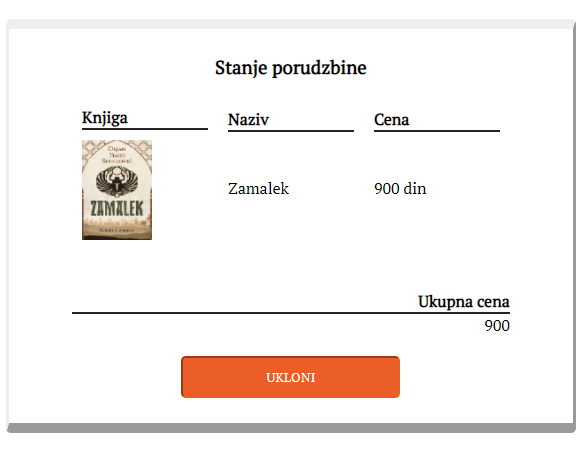 Stanje porudzbine
Knjiga Naziv Cena
ZAMALEK
Zamalek 900 din
Ukupna cena
900
UKLONI